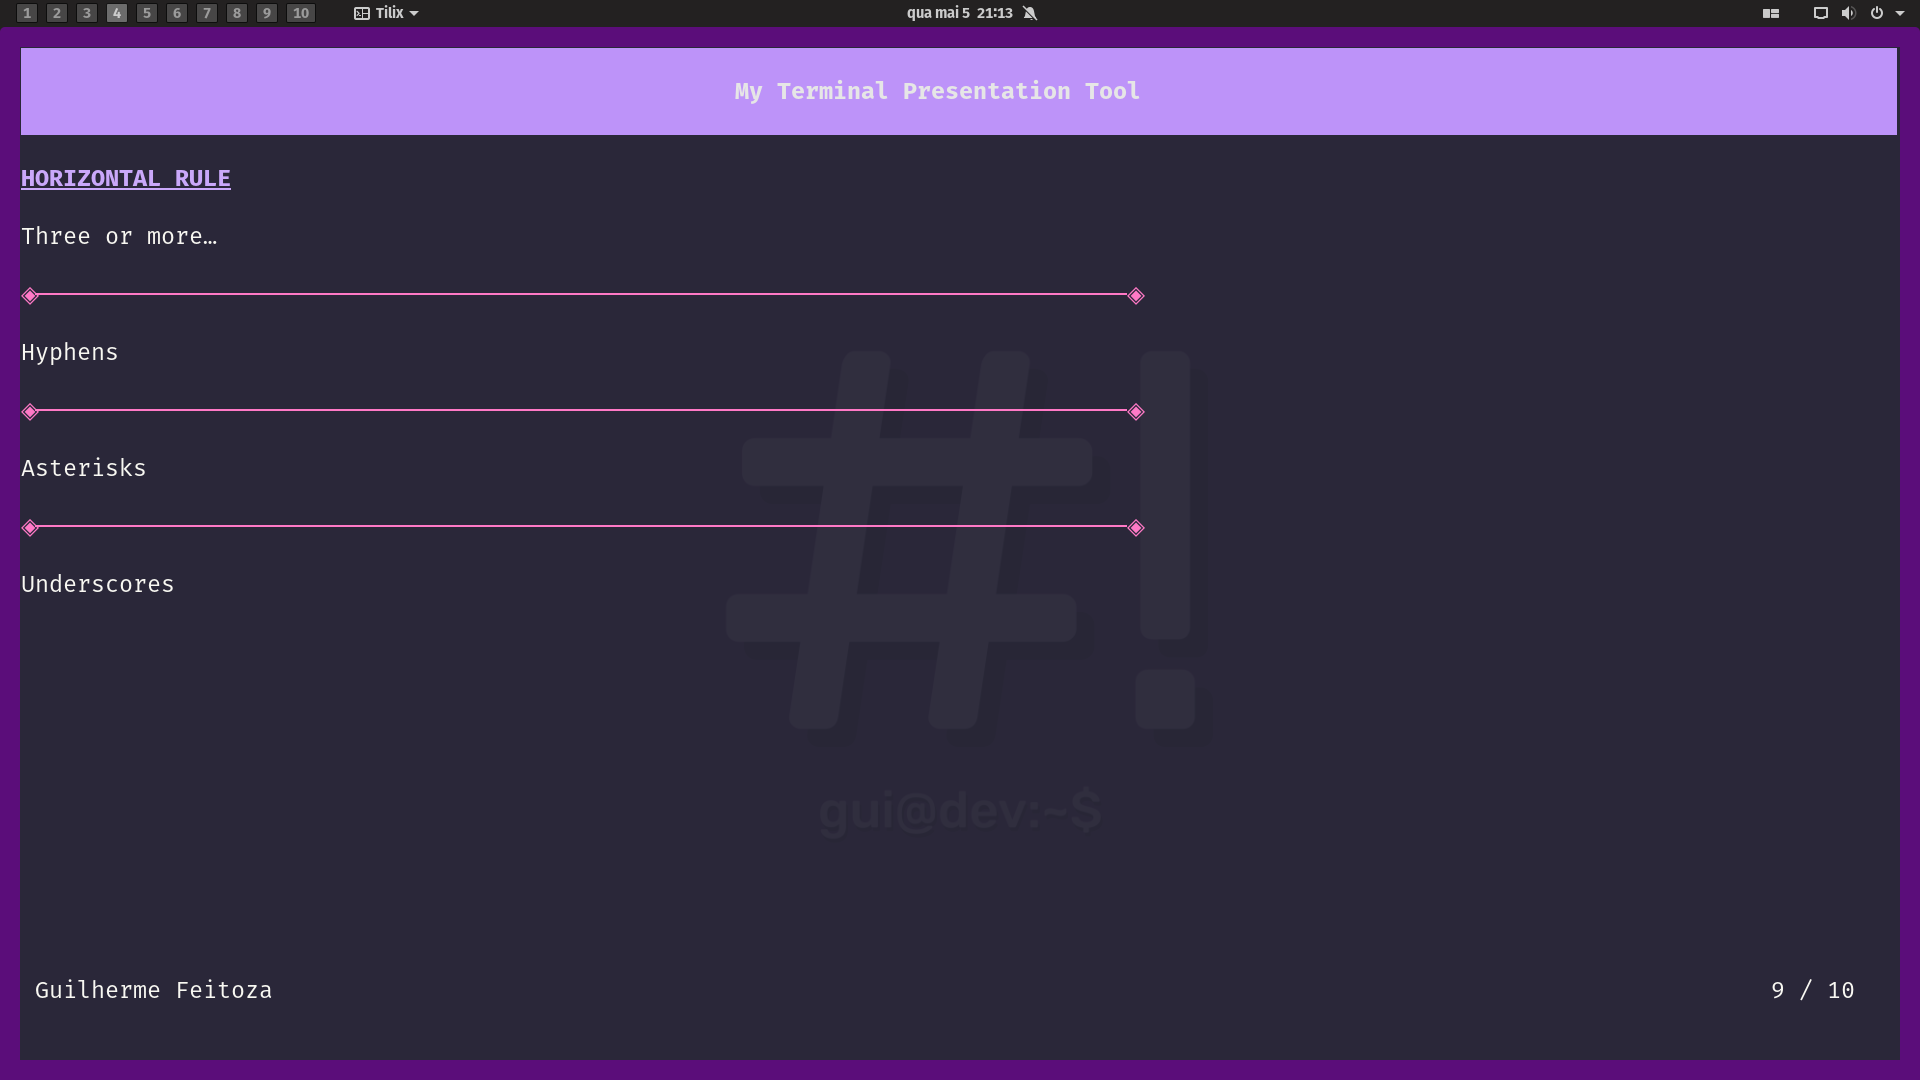 1 2 3 4 5 6 7 8 9 10 Tilix qua mai 5 21:13
My Terminal Presentation Tool
HORIZONTAL RULE
Three or more…
Hyphens
Asterisks
Underscores
#!
gui@dev:~$
Guilherme Feitoza 9 / 10